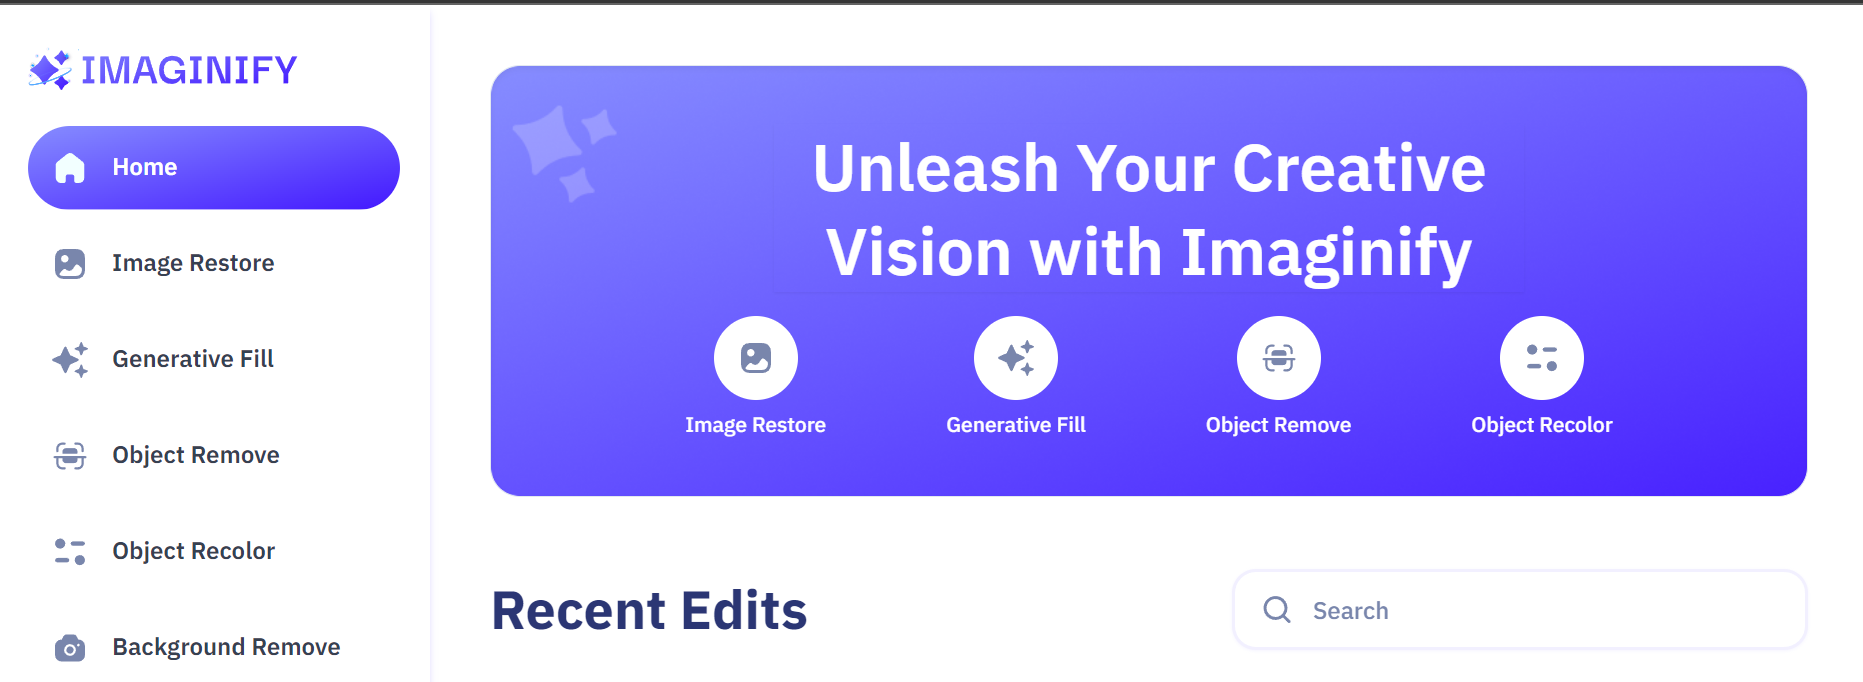 IMAGINIFY
Home
Image Restore
Generative Fill
Object Remove
Object Recolor
Background Remove
Unleash Your Creative
Vision with Imaginify
Image Restore
Generative Fill
Object Remove
Object Recolor
Recent Edits
Search